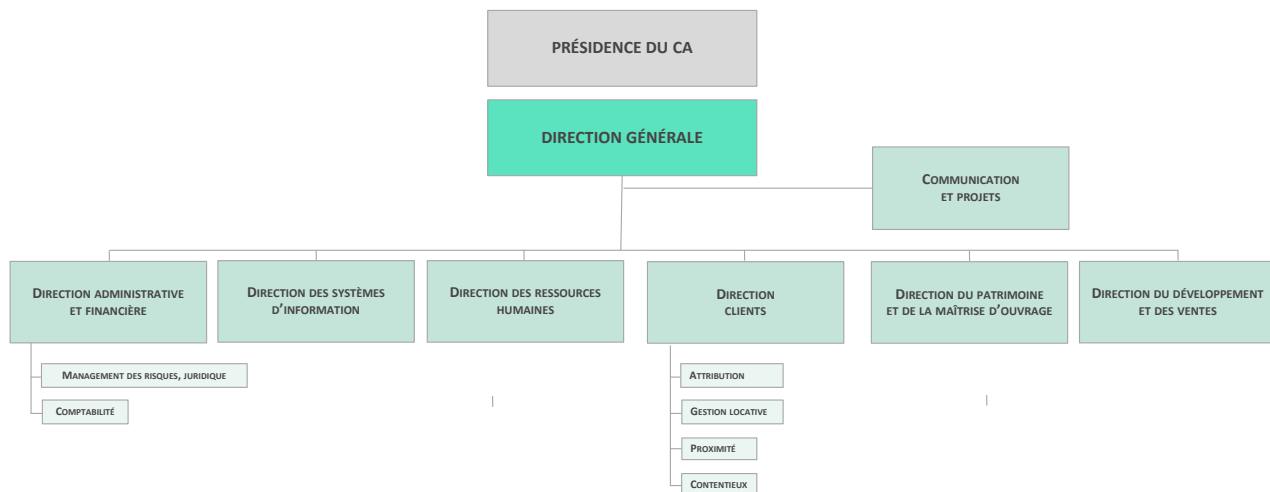 PRÉSIDENCE DU CA
DIRECTION GÉNÉRALE
COMMUNICATION
ET PROJETS
DIRECTION ADMINISTRATIVE
ET FINANCIÈRE
DIRECTION DES SYSTÈMES
D'INFORMATION
DIRECTION DES RESSOURCES
HUMAINES
DIRECTION
CLIENTS
DIRECTION DU PATRIMOINE
ET DE LA MAÎTRISE D'OUVRAGE
DIRECTION DU DÉVELOPPEMENT
ET DES VENTES
MANAGEMENT DES RISQUES, JURIDIQUE
COMPTABILITÉ
ATTRIBUTION
GESTION LOCATIVE
PROXIMITÉ
CONTENTIEUX